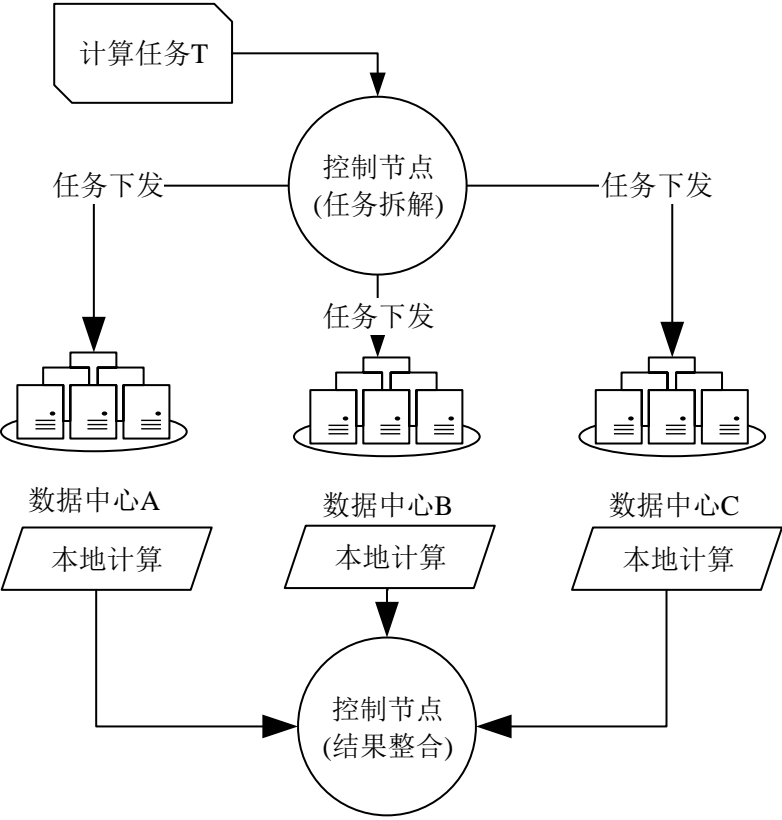 计算任务T
控制节点
(任务拆解)
任务下发
任务下发
任务下发
数据中心A
数据中心B
数据中心C
本地计算
本地计算
本地计算
控制节点
(结果整合)